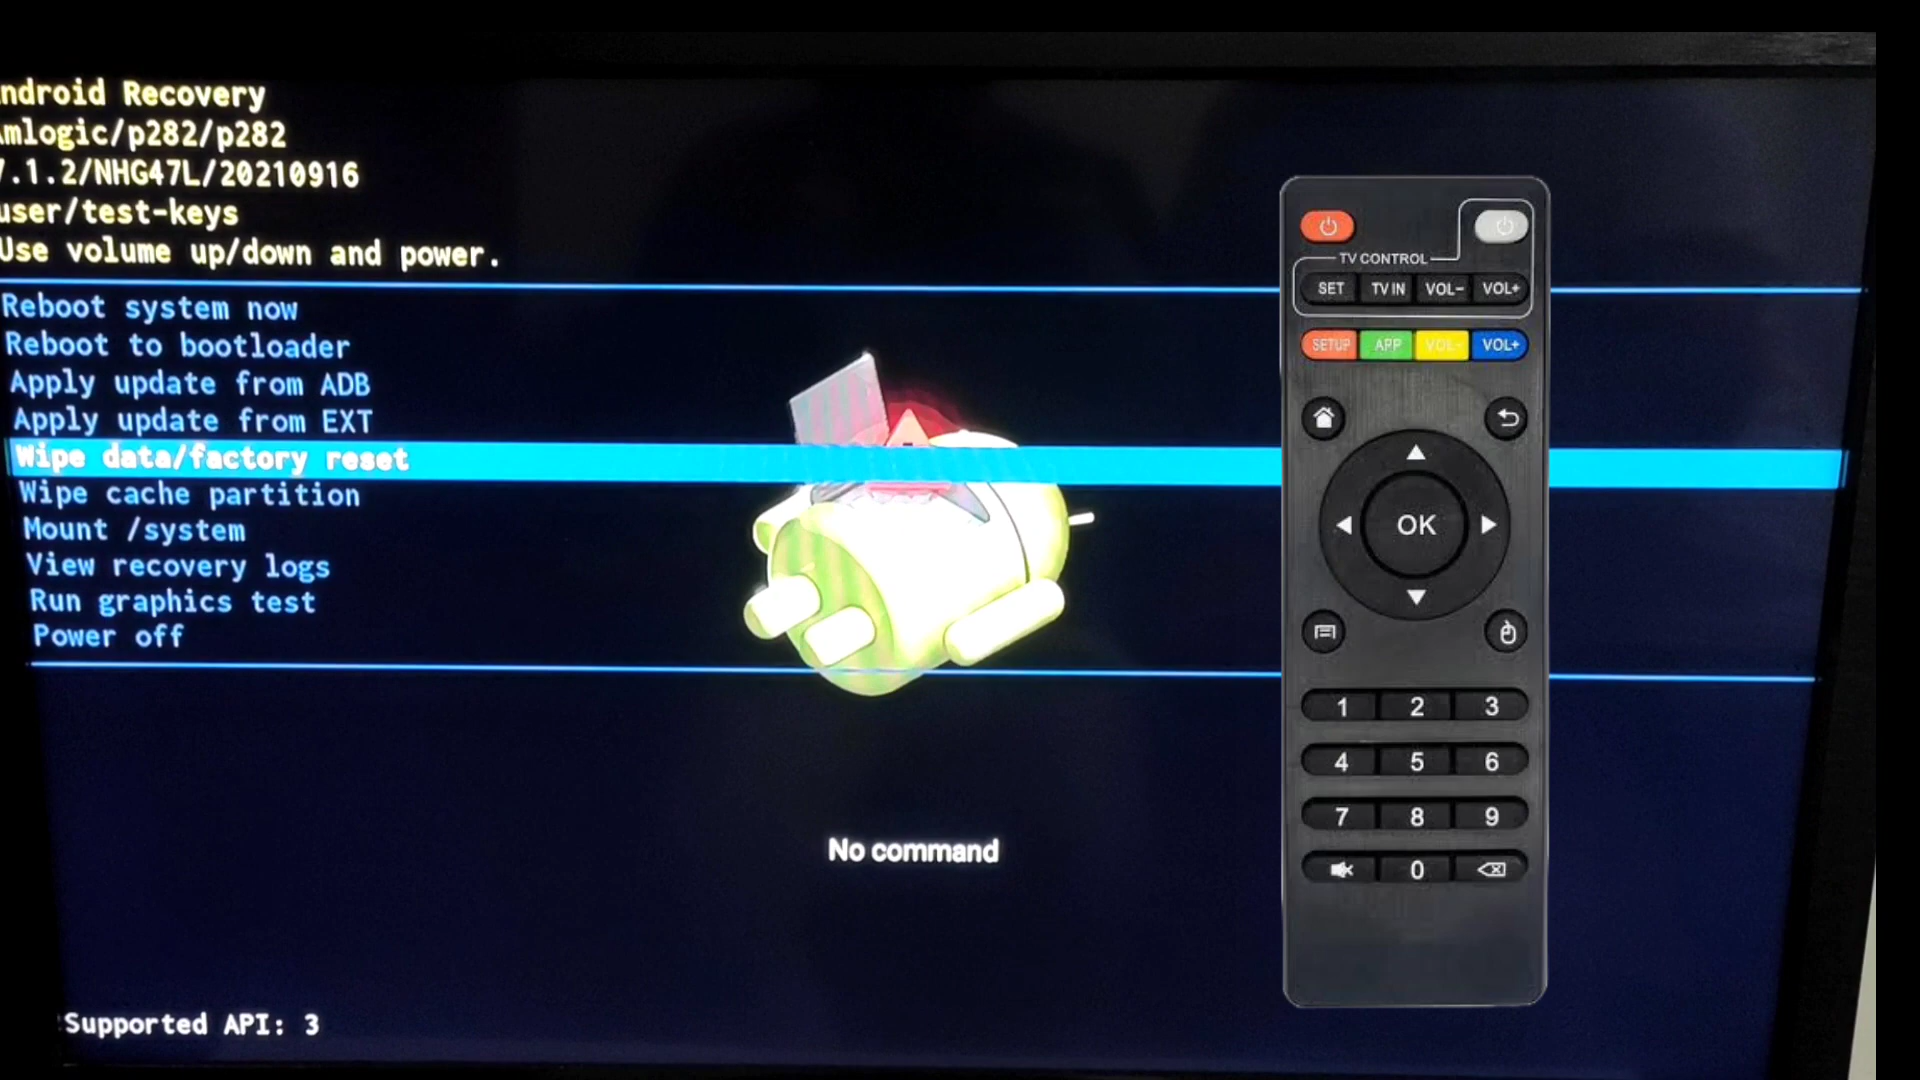 ndroid Recovery
mlogic/p282/p282
7.1.2/NHG47L/20210916
user/test-keys
Use volume up/down and power.
Reboot system now
Reboot to bootloader
Apply update from ADB
Apply update from EXT
Wipe data/factory reset
Wipe cache partition
Mount /system
View recovery logs
Run graphics test
Power off
No command
Supported API: 3
TV CONTROL
SET TV IN VOL- VOL+
SETUP APP VOL- VOL+
OK
1 2 3
4 5 6
7 8 9
0